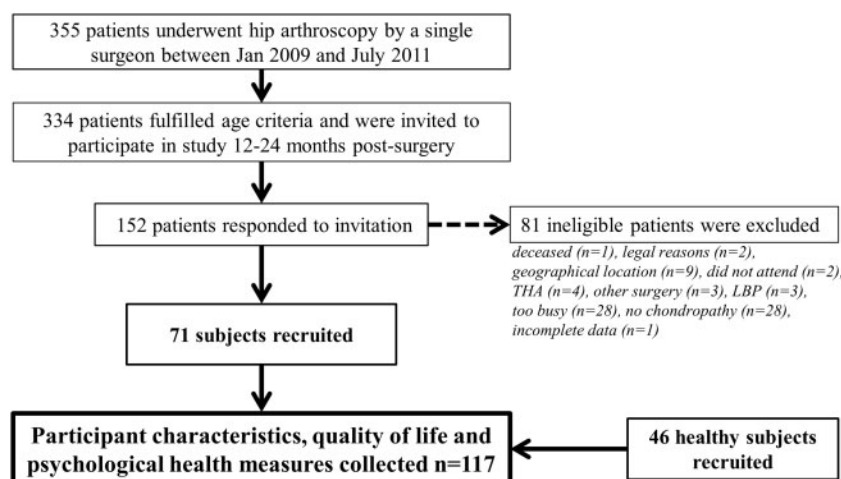 355 patients underwent hip arthroscopy by a single
surgeon between Jan 2009 and July 2011
334 patients fulfilled age criteria and were invited to
participate in study 12-24 months post-surgery
152 patients responded to invitation
81 ineligible patients were excluded
deceased (n=1), legal reasons (n=2),
geographical location (n=9), did not attend (n=2),
THA (n=4), other surgery (n=3), LBP (n=3),
too busy (n=28), no chondropathy (n=28),
incomplete data (n=1)
71 subjects recruited
Participant characteristics, quality of life and
psychological health measures collected n=117
46 healthy subjects
recruited